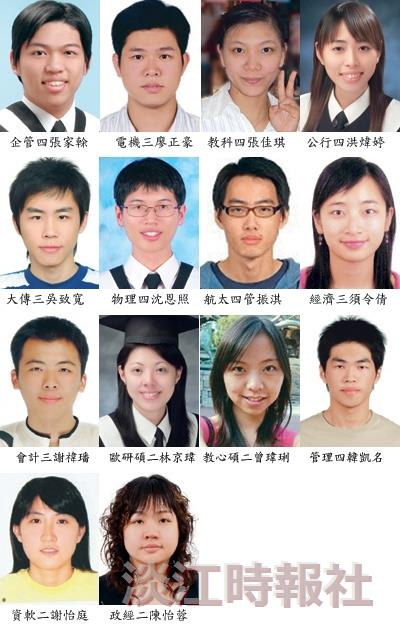 企管四張家幹
電機三廖正豪
教科四張佳琪
公行四洪煒婷
大傳三吳致寬
物理四沈恩照
航太四管振淇
經濟三須令倩
會計三謝禕璠
歐研碩二林京瑋
教心碩二曾瑋琍
管理四韓凱名
資軟二謝怡庭
政經二陳怡蓉
淡江時報社